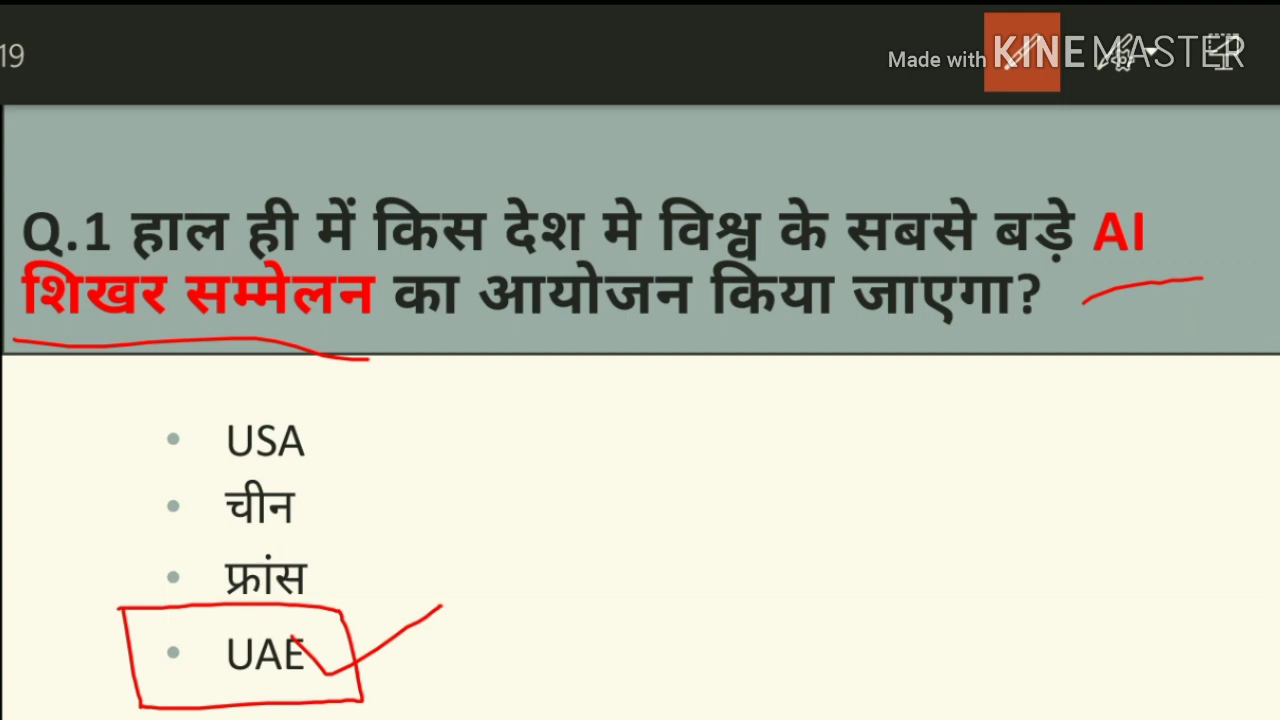 19
Made with KINEMASTER
Q.1 हाल ही में किस देश मे विश्व के सबसे बड़े AI
शिखर सम्मेलन का आयोजन किया जाएगा?
USA
चीन
फ्रांस
UAE